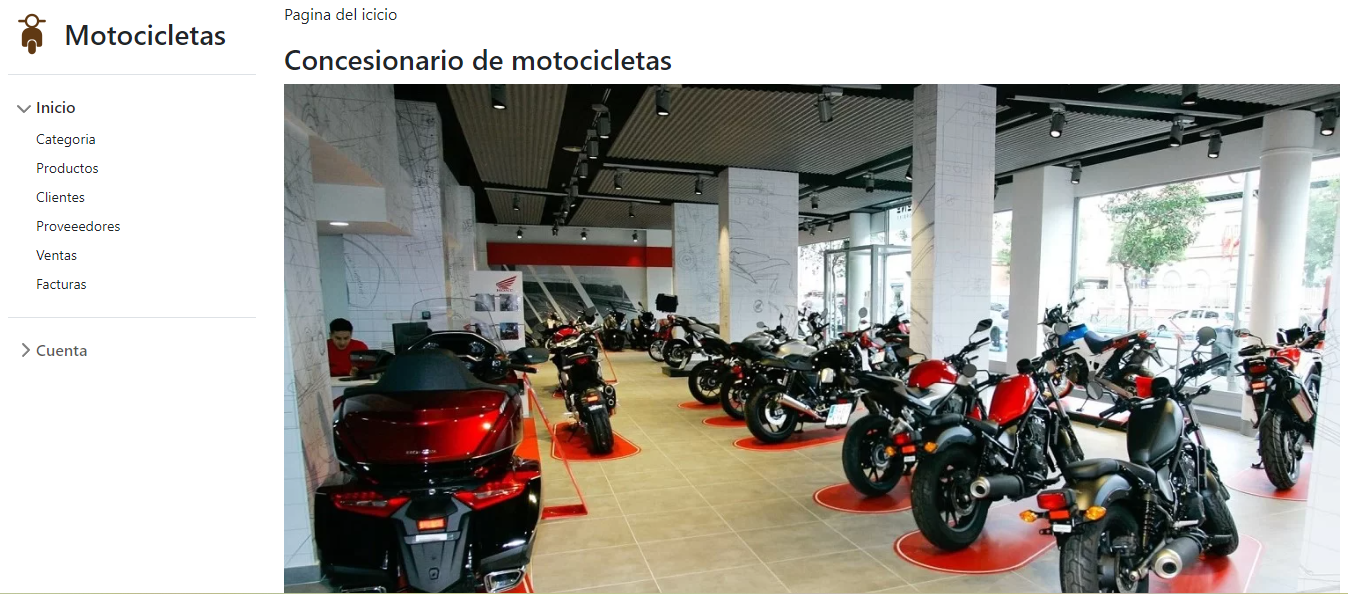 Motocicletas
Inicio
Categoria
Productos
Clientes
Proveeedores
Ventas
Facturas
Cuenta
Pagina del icicio
Concesionario de motocicletas